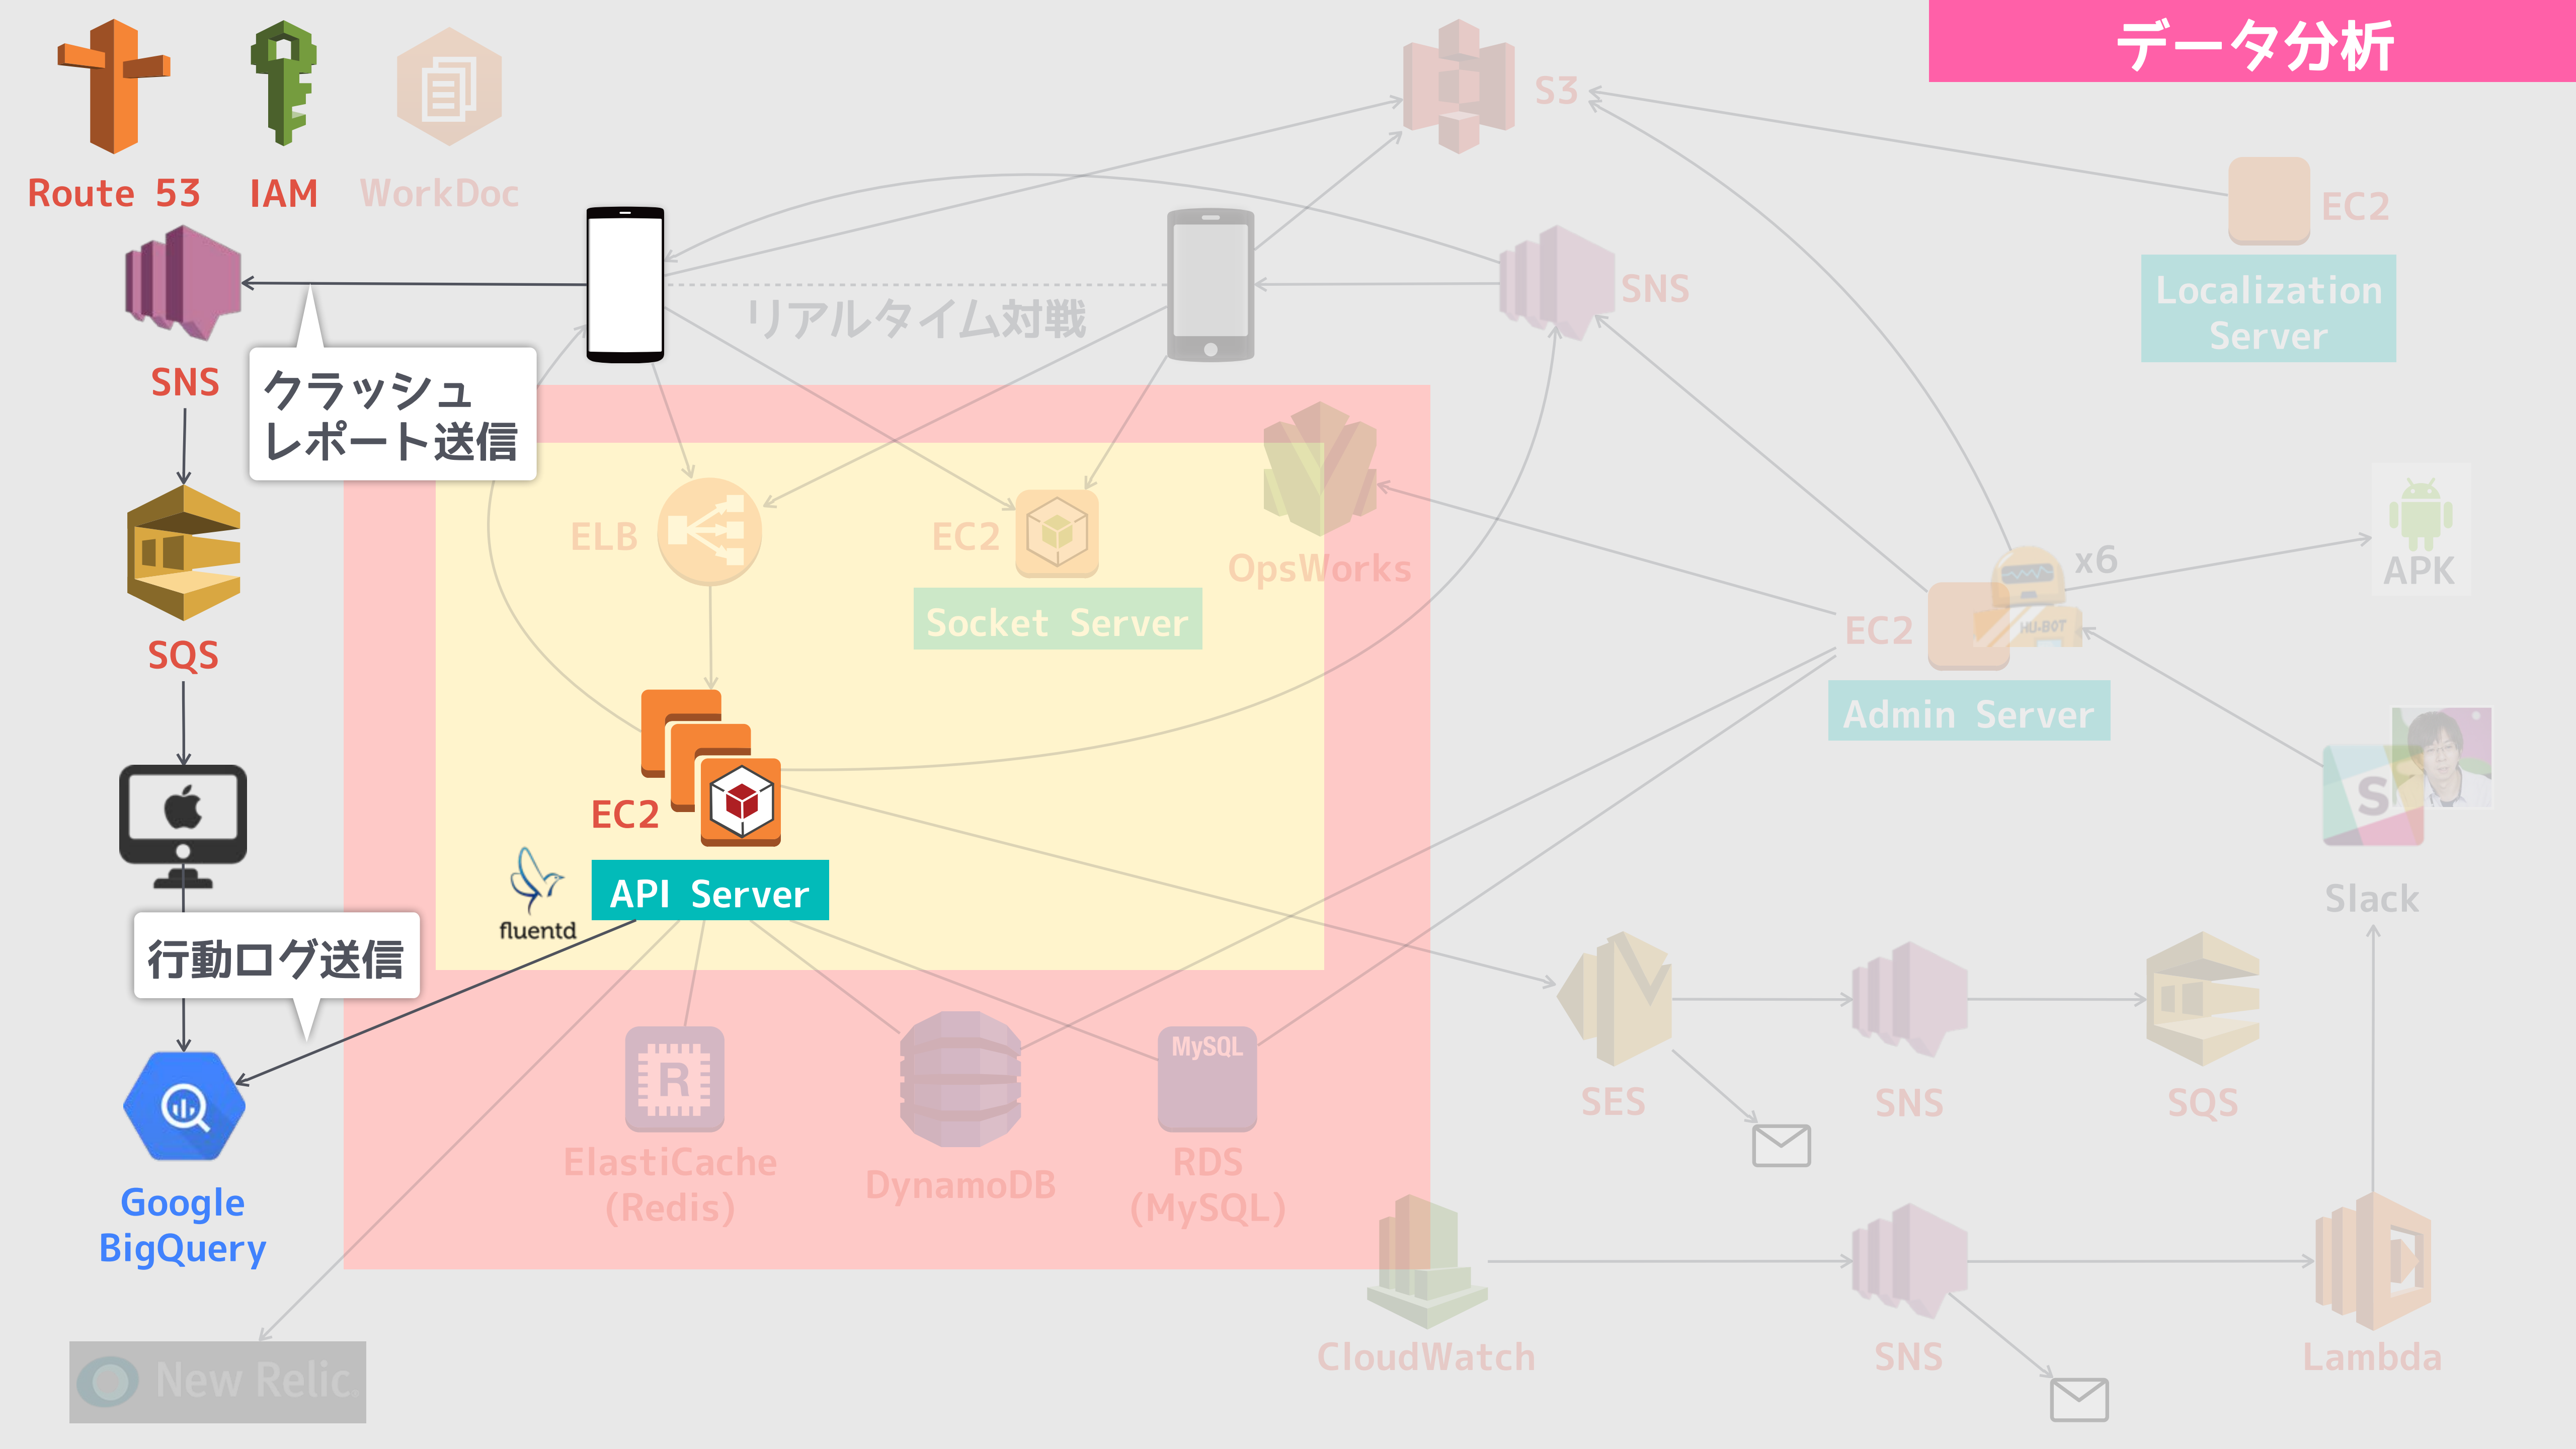 データ分析
Route 53
IAM
WorkDoc
S3
EC2
Localization
Server
SNS
リアルタイム対戦
SNS
クラッシュ
レポート送信
ELB
EC2
Socket Server
OpsWorks
x6
HU-BOT
EC2
Admin Server
APK
SQS
EC2
API Server
fluentd
S
Slack
行動ログ送信
Google
BigQuery
R
ElastiCache
(Redis)
DynamoDB
MySQL
RDS
(MySQL)
SES
SNS
SQS
New Relic.
CloudWatch
SNS
Lambda